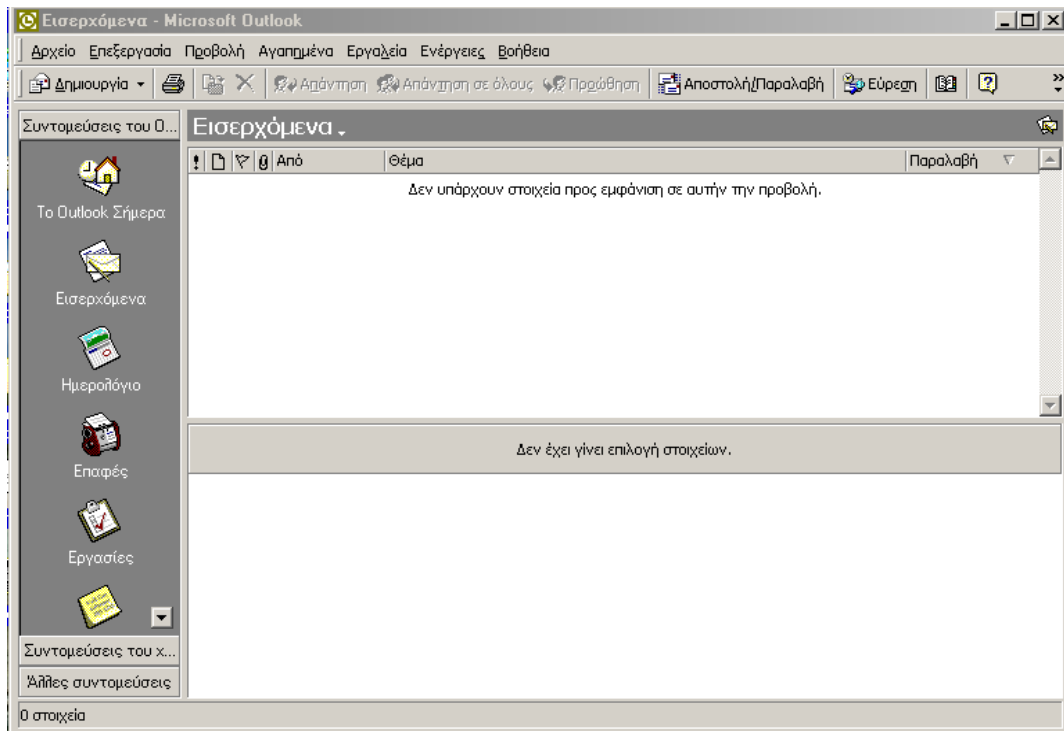 Εισερχόμενα - Microsoft Outlook
Αρχείο Επεξεργασία Προβολή Αγαπημένα Εργαλεία Ενέργειες Βοήθεια
Δημιουργία Απάντηση Απάντηση σε όλους Προώθηση Αποστολή/Παραλαβή Εύρεση
Συντομεύσεις του O...
Το Outlook Σήμερα
Εισερχόμενα
Ημερολόγιο
Επαφές
Εργασίες
Συντομεύσεις του χ...
Άλλες συντομεύσεις
Εισερχόμενα
! Από Θέμα Παραλαβή
Δεν υπάρχουν στοιχεία προς εμφάνιση σε αυτήν την προβολή.
Δεν έχει γίνει επιλογή στοιχείων.
0 στοιχεία